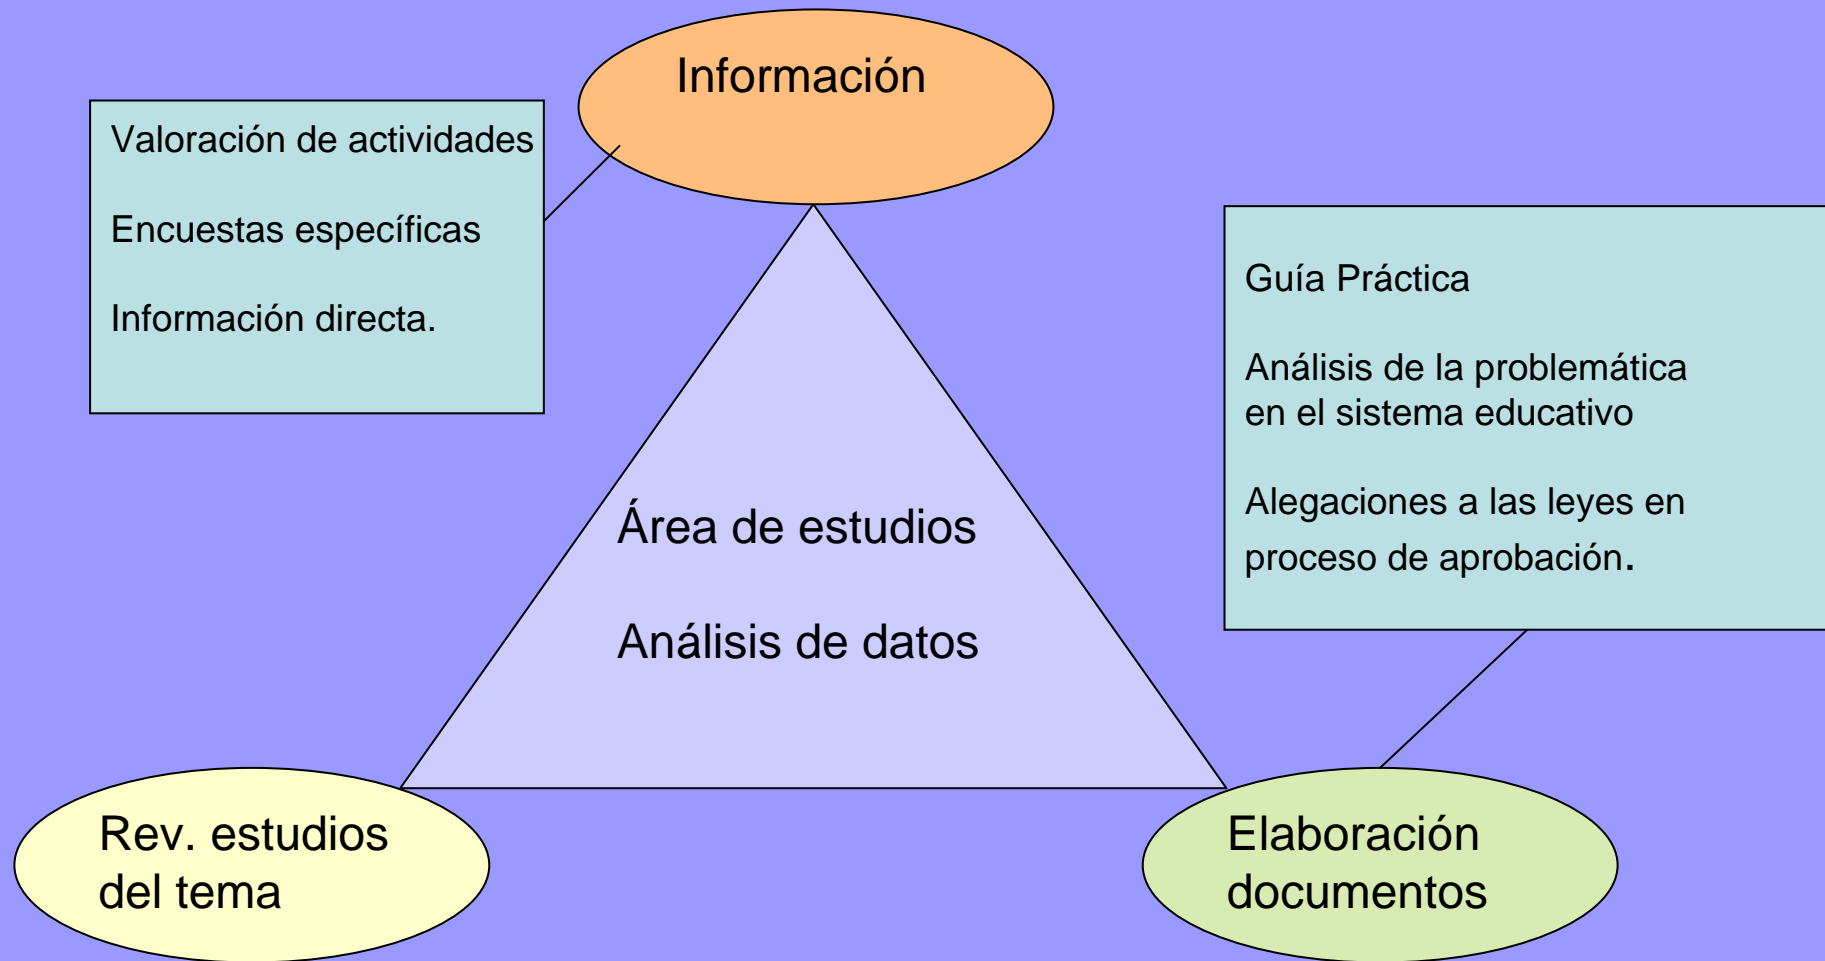 Información
Valoración de actividades
Encuestas específicas
Información directa.
Guía Práctica
Análisis de la problemática
en el sistema educativo
Alegaciones a las leyes en
proceso de aprobación.
Área de estudios
Análisis de datos
Rev. estudios
del tema
Elaboración
documentos